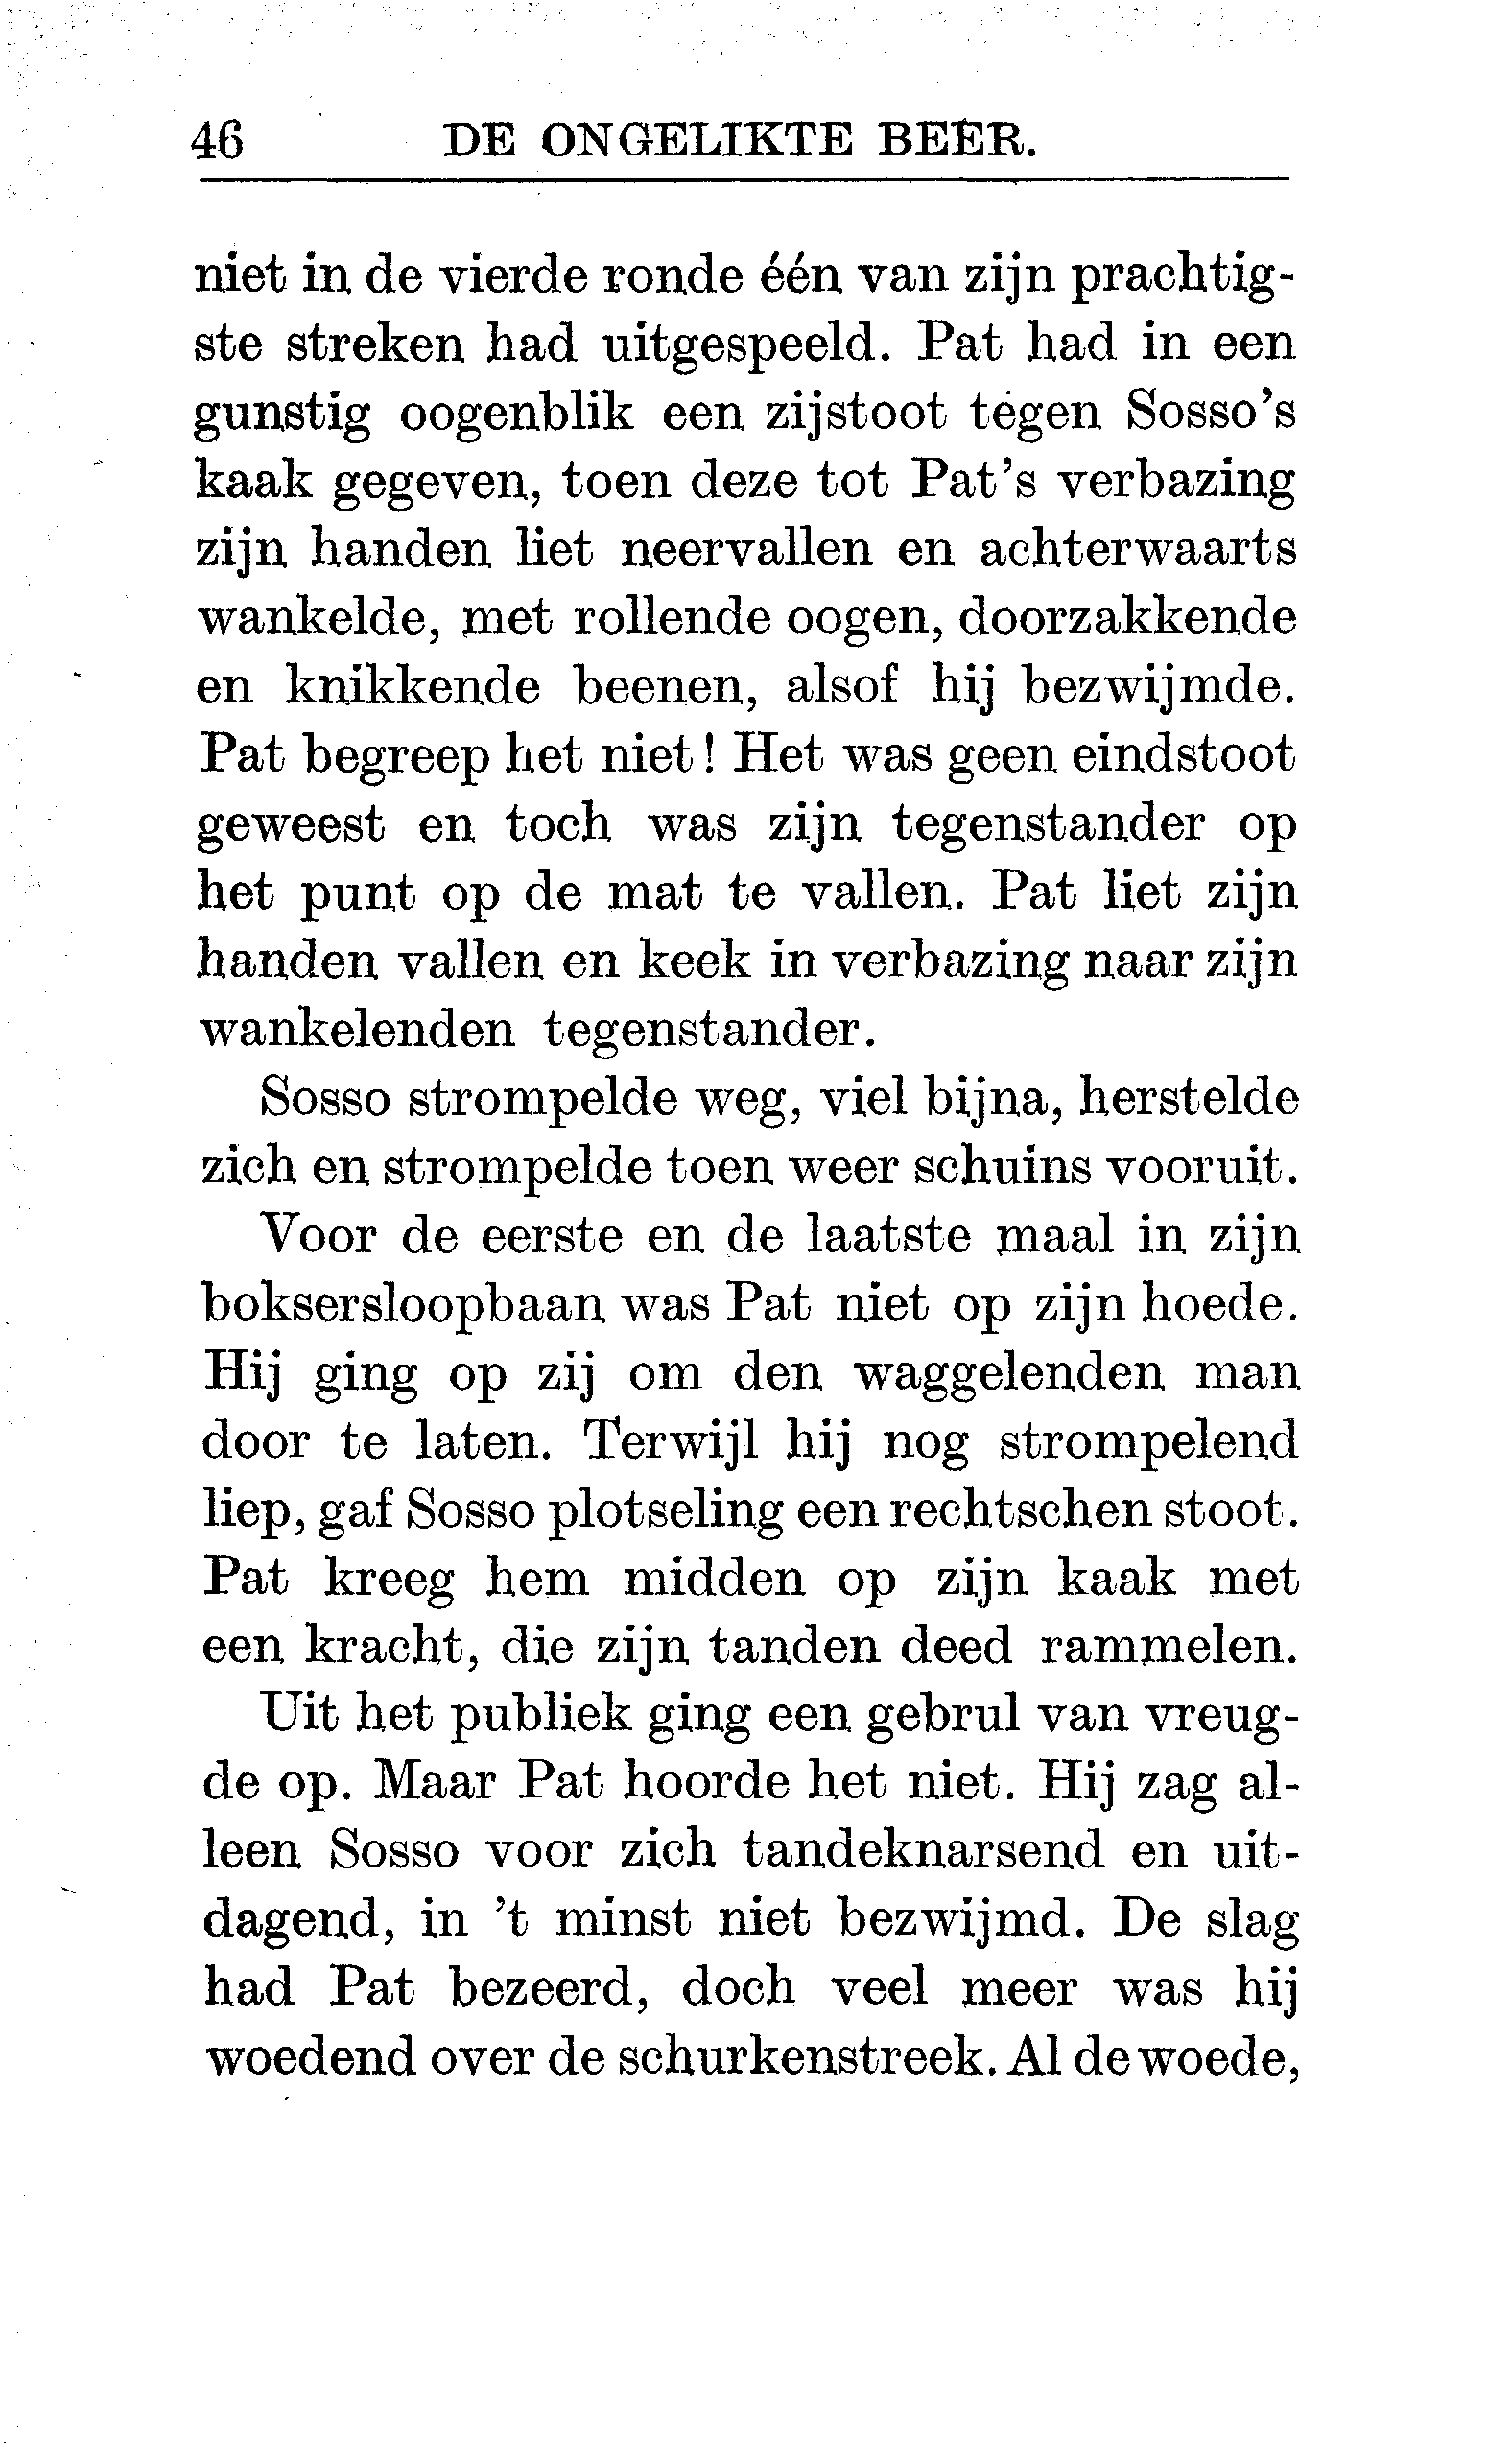 46 DE ONGELIKTE BEER.
niet in de vierde ronde één van zijn prachtig-
ste streken had uitgespeeld. Pat had in een
gunstig oogenblik een zijstoot tegen Sosso's
kaak gegeven, toen deze tot Pat's verbazing
zijn handen liet neervallen en achterwaarts
wankelde, met rollende oogen, doorzakkende
en knikkende beenen, alsof hij bezwijmde.
Pat begreep het niet! Het was geen eindstoot
geweest en toch was zijn tegenstander op
het punt op de mat te vallen. Pat liet zijn
handen vallen en keek in verbazing naar zijn
wankelenden tegenstander.
Sosso strompelde weg, viel bijna, herstelde
zich en strompelde toen weer schuins vooruit.
Voor de eerste en de laatste maal in zijn
boksersloopbaan was Pat niet op zijn hoede.
Hij ging op zij om den waggelenden man
door te laten. Terwijl hij nog strompelend
liep, gaf Sosso plotseling een rechtschen stoot.
Pat kreeg hem midden op zijn kaak met
een kracht, die zijn tanden deed rammelen.
Uit het publiek ging een gebrul van vreug-
de op. Maar Pat hoorde het niet. Hij zag al-
leen Sosso voor zich tandeknarsend en uit-
dagend, in 't minst niet bezwijmd. De slag
had Pat bezeerd, doch veel meer was hij
woedend over de schurkenstreek. Al de woede,